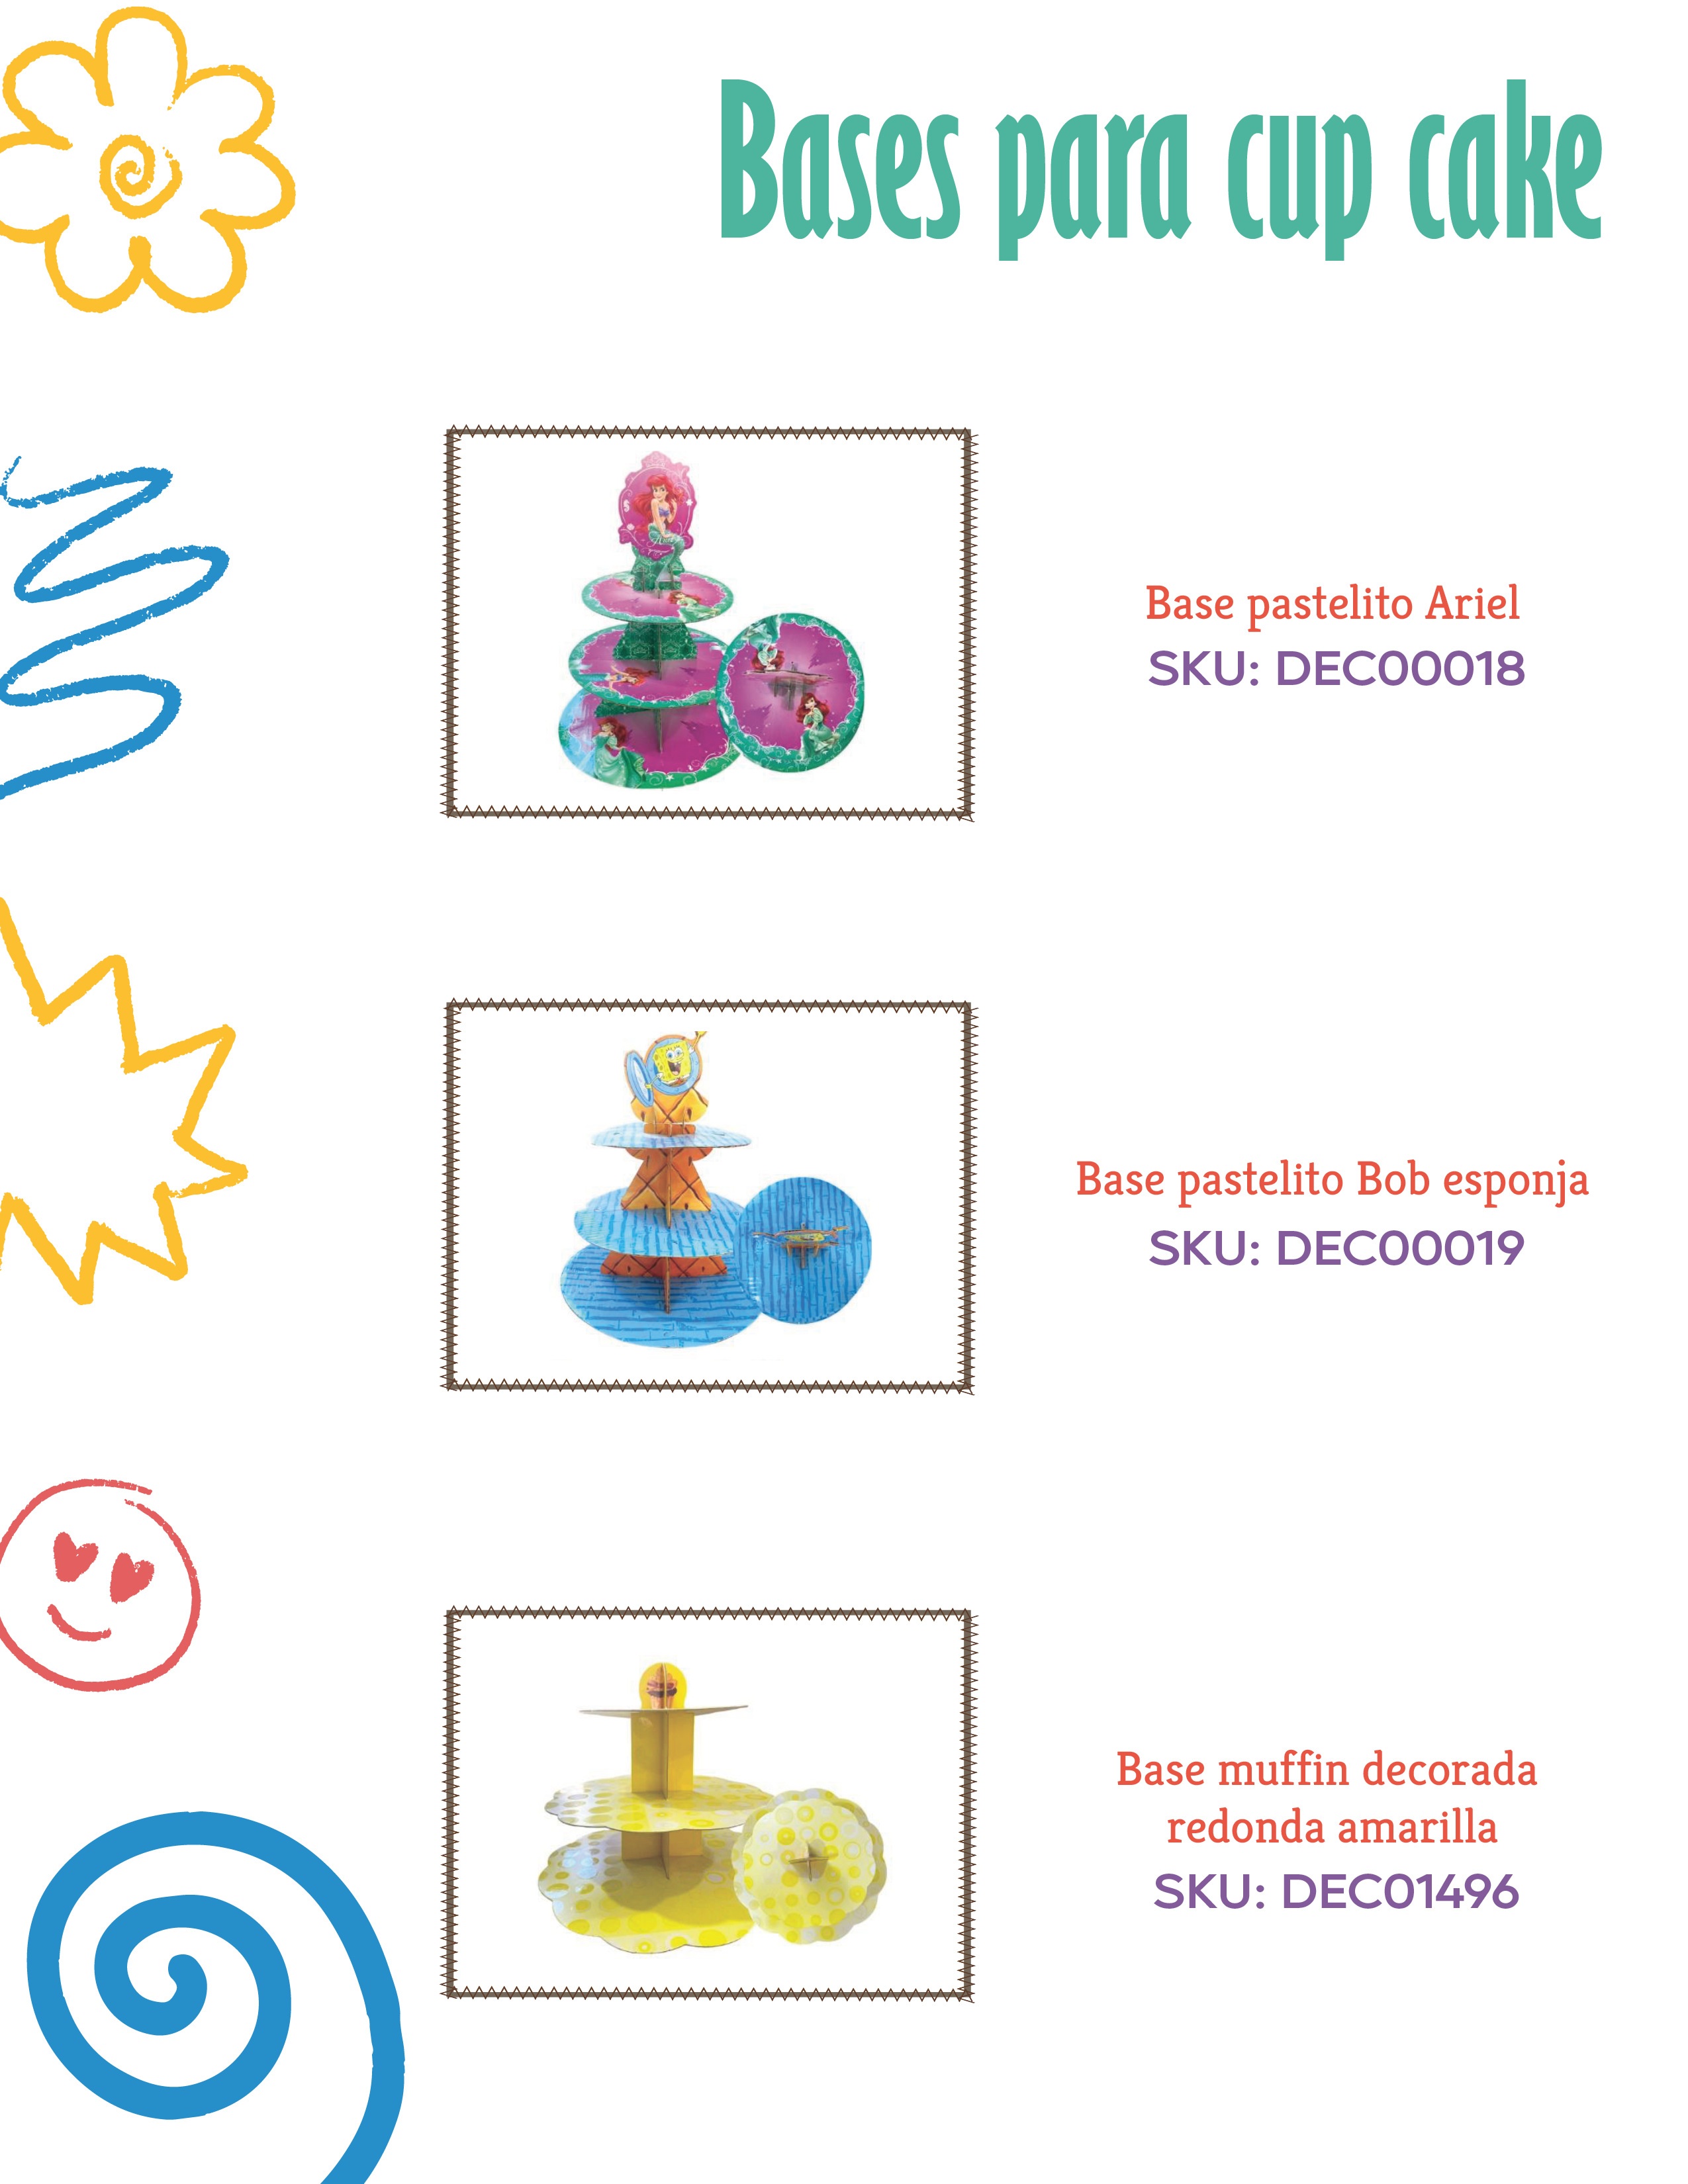 Bases para cup cake
Base pastelito Ariel
SKU: DEC00018
Base pastelito Bob esponja
SKU: DEC00019
Base muffin decorada
redonda amarilla
SKU: DEC01496